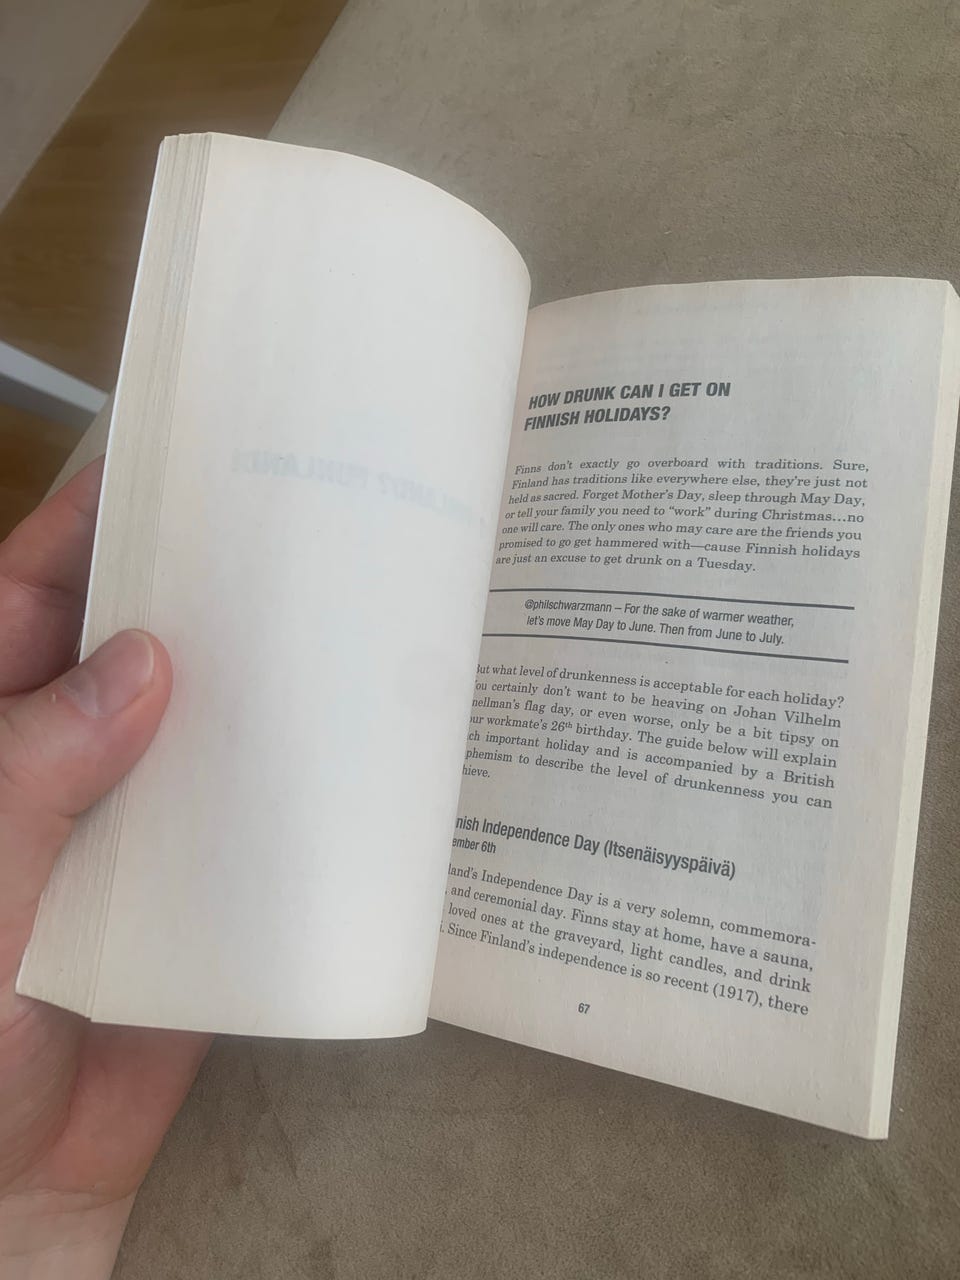 HOW DRUNK CAN I GET ON
FINNISH HOLIDAYS?
Finns don't exactly go overboard with traditions. Sure,
Finland has traditions like everywhere else, they're just not
held as sacred. Forget Mother's Day, sleep through May Day,
or tell your family you need to “work” during Christmas…no
one will care. The only ones who may care are the friends you
promised to go get hammered with—cause Finnish holidays
are just an excuse to get drunk on a Tuesday.
@philschwarzmann – For the sake of warmer weather,
let's move May Day to June. Then from June to July.
But what level of drunkenness is acceptable for each holiday?
ou certainly don't want to be heaving on Johan Vilhelm
nellman's flag day, or even worse, only be a bit tipsy on
ur workmate's 26th birthday. The guide below will explain
ch important holiday and is accompanied by a British
phemism to describe the level of drunkenness you can
hieve.
nish Independence Day (Itsenäisyyspäivä)
ember 6th
land's Independence Day is a very solemn, commemora-
, and ceremonial day. Finns stay at home, have a sauna,
loved ones at the graveyard, light candles, and drink
i. Since Finland's independence is so recent (1917), there
67